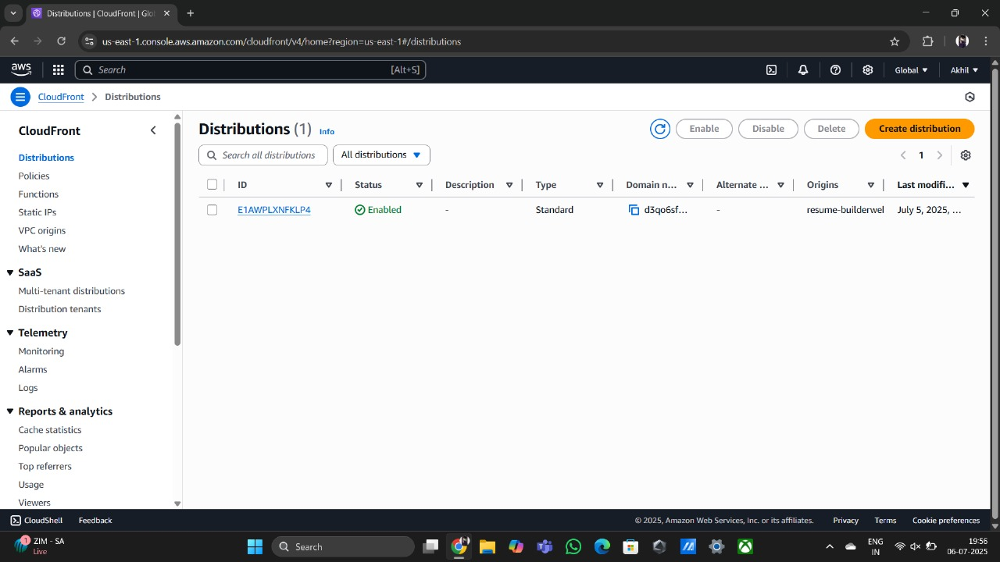 Distributions | CloudFront | Glo
us-east-1.console.aws.amazon.com/cloudfront/v4/home?region=us-east-1#/distributions
aws
Search [Alt+S]
Global
Akhil
CloudFront
Distributions
CloudFront
Distributions
Policies
Functions
Static IPs
VPC origins
What's new
SaaS
Multi-tenant distributions
Distribution tenants
Telemetry
Monitoring
Alarms
Logs
Reports & analytics
Cache statistics
Popular objects
Top referrers
Usage
Viewers
Distributions (1) Info
Enable
Disable
Delete
Create distribution
Search all distributions
All distributions
1
ID Status Description Type Domain n... Alternate ... Origins Last modifi...
E1AWPLXNFKLP4 Enabled - Standard d3qo6sf... - resume-builderwel July 5, 2025, ...
CloudShell Feedback © 2025, Amazon Web Services, Inc. or its affiliates. Privacy Terms Cookie preferences
1
ZIM - SA
Live
Search
ENG
IN
19:56
06-07-2025